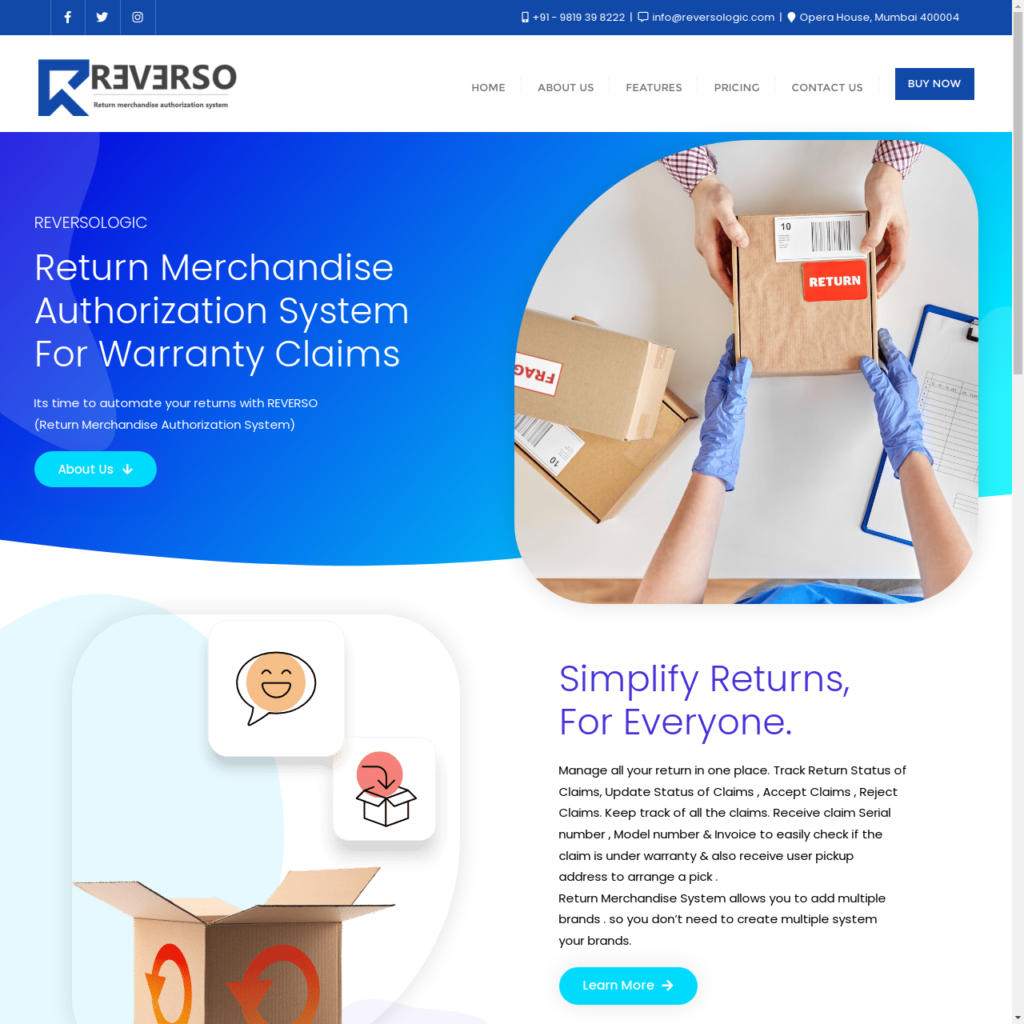 +91 - 9819 39 8222 | info@reversologic.com | Opera House, Mumbai 400004
REVERSO
Return merchandise authorization system
HOME
ABOUT US
FEATURES
PRICING
CONTACT US
BUY NOW
REVERSOLOGIC
Return Merchandise
Authorization System
For Warranty Claims
Its time to automate your returns with REVERSO
(Return Merchandise Authorization System)
About Us
10
RETURN
FRAG
10
Simplify Returns,
For Everyone.
Manage all your return in one place. Track Return Status of
Claims, Update Status of Claims , Accept Claims , Reject
Claims. Keep track of all the claims. Receive claim Serial
number , Model number & Invoice to easily check if the
claim is under warranty & also receive user pickup
address to arrange a pick .
Return Merchandise System allows you to add multiple
brands . so you don’t need to create multiple system
your brands.
Learn More